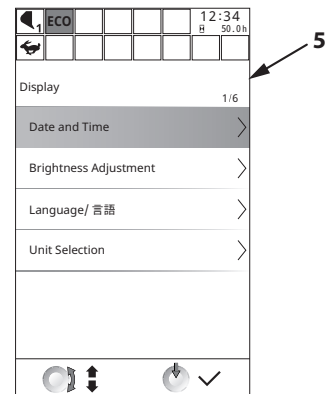 1 ECO 12:34
50.0h
5
Display
1/6
Date and Time
Brightness Adjustment
Language/ 言語
Unit Selection